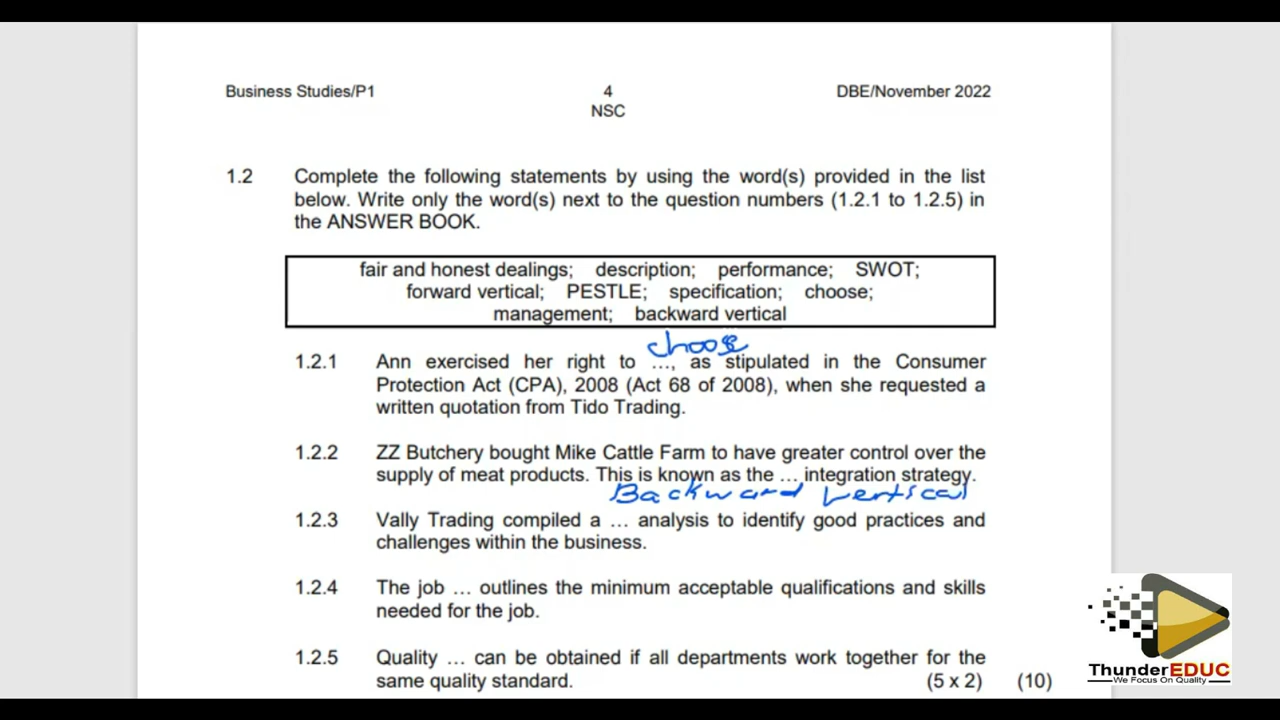 Business Studies/P1 4 DBE/November 2022
NSC
1.2 Complete the following statements by using the word(s) provided in the list
below. Write only the word(s) next to the question numbers (1.2.1 to 1.2.5) in
the ANSWER BOOK.
fair and honest dealings; description; performance; SWOT;
forward vertical; PESTLE; specification; choose;
management; backward vertical
choose
1.2.1 Ann exercised her right to …, as stipulated in the Consumer
Protection Act (CPA), 2008 (Act 68 of 2008), when she requested a
written quotation from Tido Trading.
1.2.2 ZZ Butchery bought Mike Cattle Farm to have greater control over the
supply of meat products. This is known as the … integration strategy.
Backward vertical
1.2.3 Vally Trading compiled a … analysis to identify good practices and
challenges within the business.
1.2.4 The job … outlines the minimum acceptable qualifications and skills
needed for the job.
1.2.5 Quality … can be obtained if all departments work together for the
same quality standard. (5 x 2) (10)
ThunderEDUC
We Focus On Quality